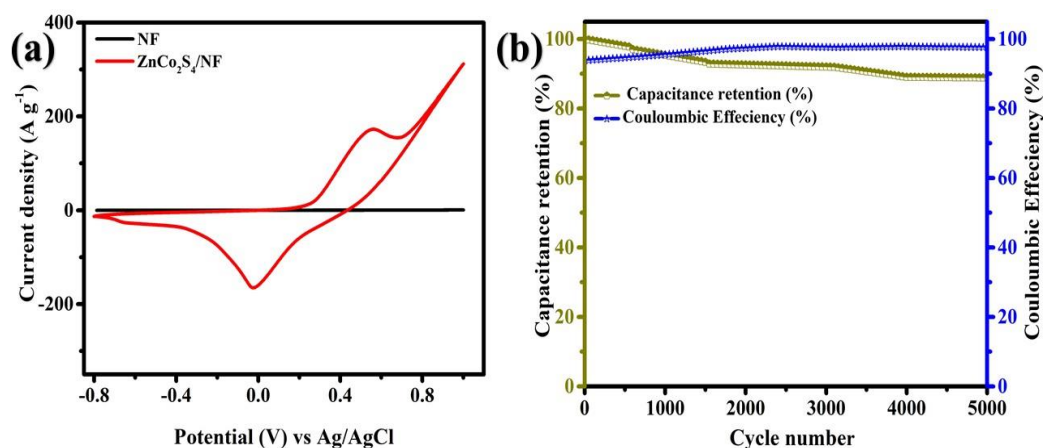 (a)
NF
ZnCo₂S₄/NF
Current density (A g⁻¹)
400
200
0
-200
-0.8
-0.4
0.0
0.4
0.8
Potential (V) vs Ag/AgCl
(b)
Capacitance retention (%)
Couloumbic Effeciency (%)
Capacitance retention (%)
100
80
60
40
20
0
0
1000
2000
3000
4000
5000
Cycle number
100
80
60
40
20
0
Couloumbic Effeciency (%)